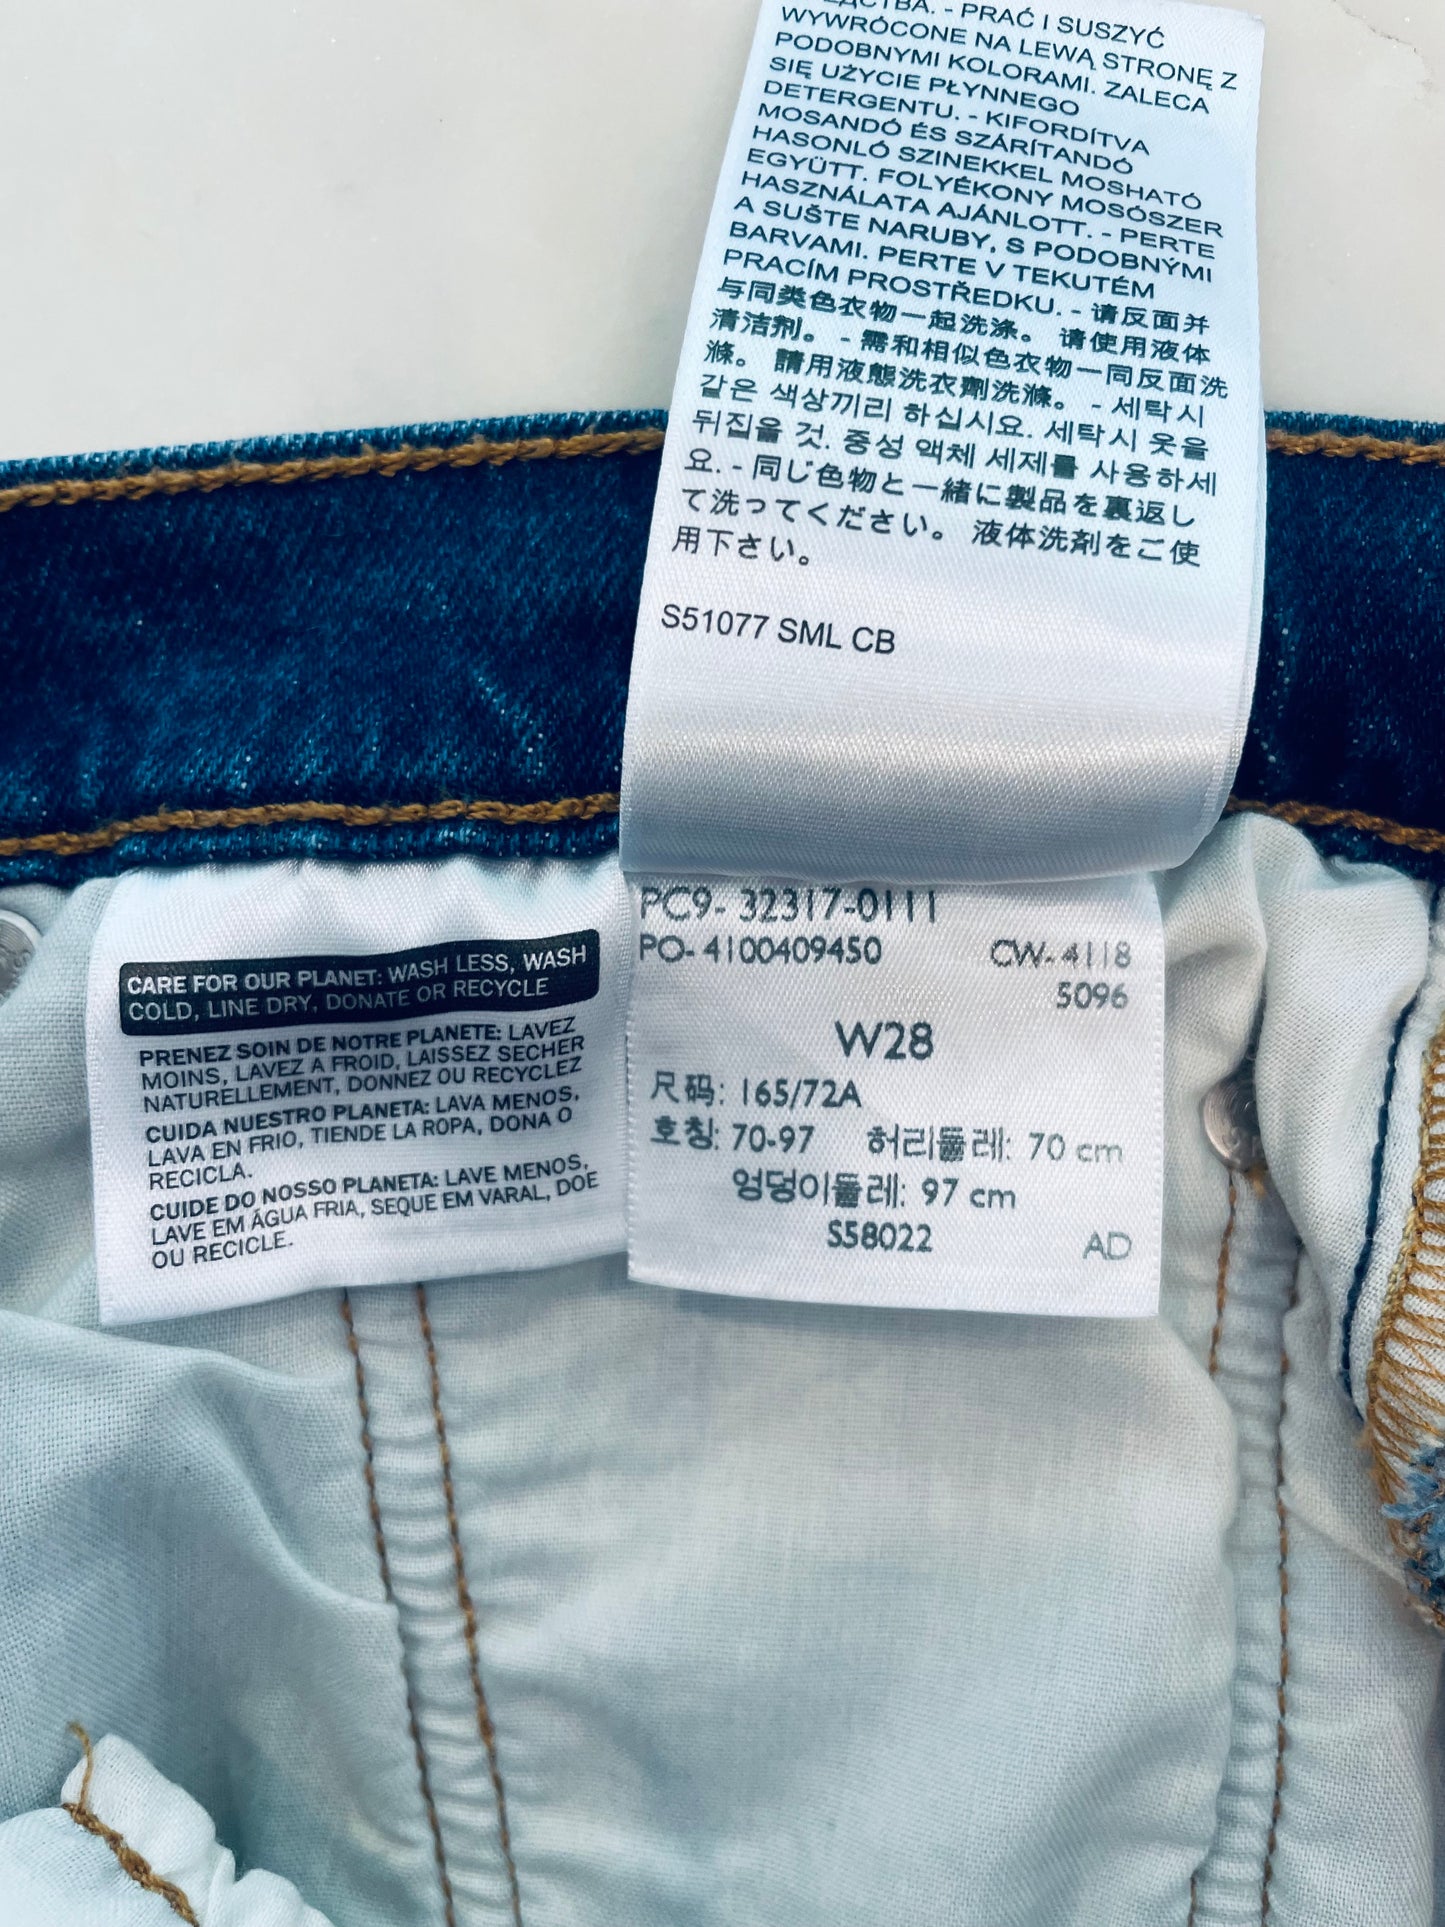 - PRAĆ I SUSZYĆ
WYWRÓCONE NA LEWĄ STRONĘ Z
PODOBNYMI KOLORAMI. ZALECA
SIĘ UŻYCIE PŁYNNEGO
DETERGENTU. - KIFORDÍTVA
MOSANDÓ ÉS SZÁRÍTANDÓ
HASONLÓ SZINEKKEL MOSHATÓ
EGYÜTT. FOLYÉKONY MOSÓSZER
HASZNÁLATA AJÁNLOTT. - PERTE
A SUŠTE NARUBY, S PODOBNÝMI
BARVAMI. PERTE V TEKUTÉM
PRACÍM PROSTŘEDKU. - 请反面并
与同类色衣物一起洗涤。 请使用液体
清洁剂。 - 需和相似色衣物一同反面洗
滌。 請用液態洗衣劑洗滌。 - 세탁시
같은 색상끼리 하십시요. 세탁시 옷을
뒤집을 것. 중성 액체 세제를 사용하세
요. - 同じ色物と一緒に製品を裏返し
て洗ってください。 液体洗剤をご使
用下さい。
S51077 SML CB
CARE FOR OUR PLANET: WASH LESS, WASH
COLD, LINE DRY, DONATE OR RECYCLE
PRENEZ SOIN DE NOTRE PLANETE: LAVEZ
MOINS, LAVEZ A FROID, LAISSEZ SECHER
NATURELLEMENT, DONNEZ OU RECYCLEZ
CUIDA NUESTRO PLANETA: LAVA MENOS,
LAVA EN FRIO, TIENDE LA ROPA, DONA O
RECICLA.
CUIDE DO NOSSO PLANETA: LAVE MENOS,
LAVE EM ÁGUA FRIA, SEQUE EM VARAL, DOE
OU RECICLE.
PC9- 32317-0111
PO- 4100409450 CW- 4118
5096
W28
尺码: 165/72A
호칭: 70-97 허리둘레: 70 cm
엉덩이둘레: 97 cm
S58022 AD